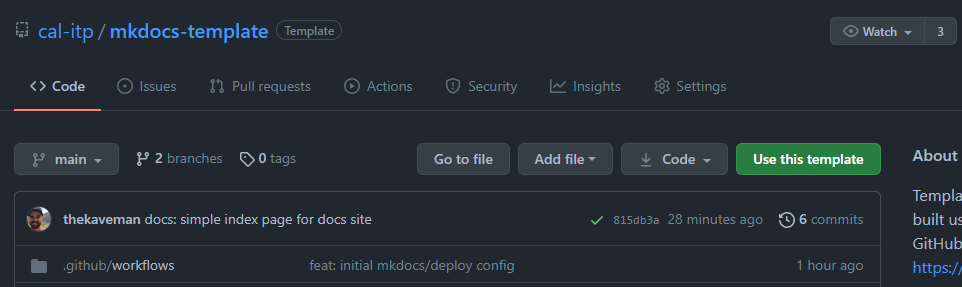 cal-itp / mkdocs-template Template Watch 3
Code Issues Pull requests Actions Security Insights Settings
main 2 branches 0 tags Go to file Add file Code Use this template
About
thekaveman docs: simple index page for docs site 815db3a 28 minutes ago 6 commits
.github/workflows feat: initial mkdocs/deploy config 1 hour ago
built
GitHub
https://